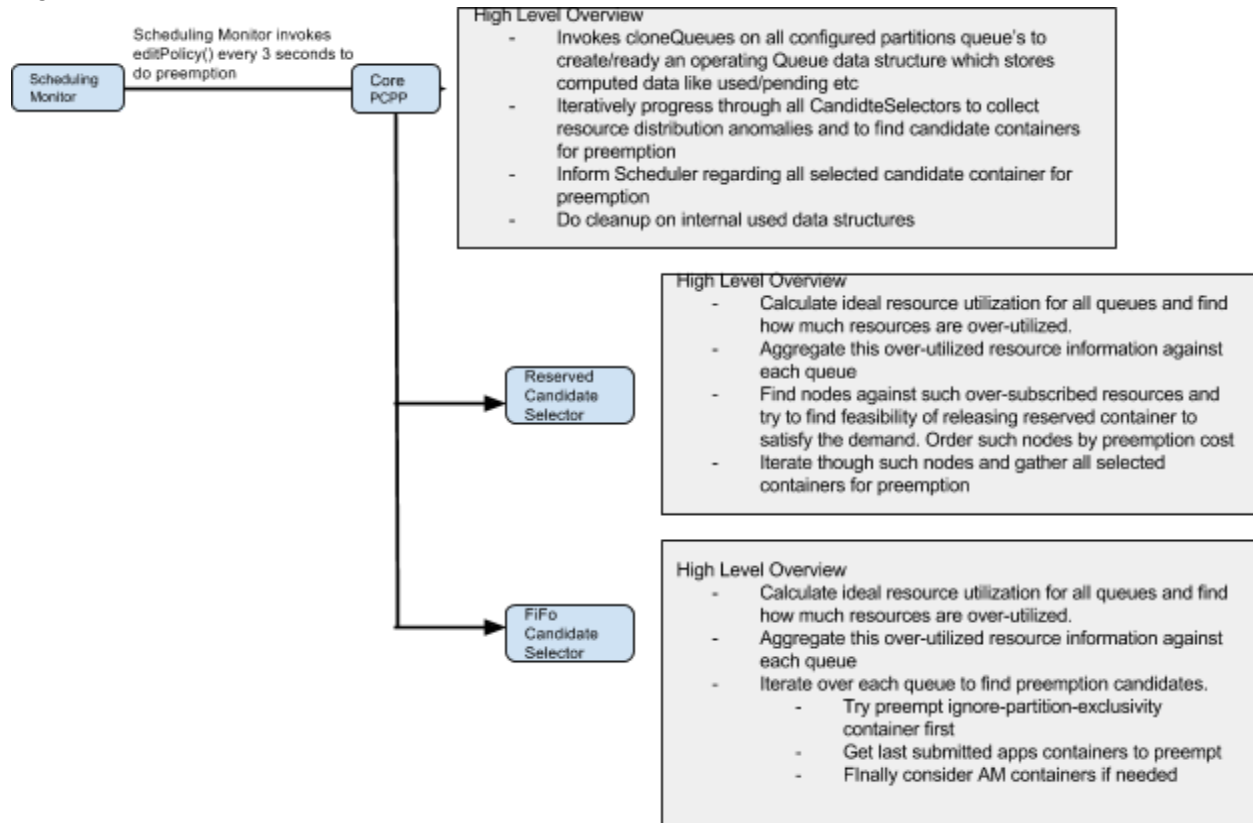 High Level Overview
- Invokes cloneQueues on all configured partitions queue's to
create/ready an operating Queue data structure which stores
computed data like used/pending etc
- Iteratively progress through all CandidteSelectors to collect
resource distribution anomalies and to find candidate containers
for preemption
- Inform Scheduler regarding all selected candidate container for
preemption
- Do cleanup on internal used data structures
Scheduling Monitor invokes
editPolicy() every 3 seconds to
do preemption
Scheduling
Monitor
Core
PCPP
High Level Overview
- Calculate ideal resource utilization for all queues and find
how much resources are over-utilized.
- Aggregate this over-utilized resource information against
each queue
- Find nodes against such over-subscribed resources and
try to find feasibility of releasing reserved container to
satisfy the demand. Order such nodes by preemption cost
- Iterate though such nodes and gather all selected
containers for preemption
Reserved
Candidate
Selector
High Level Overview
- Calculate ideal resource utilization for all queues and find
how much resources are over-utilized.
- Aggregate this over-utilized resource information against
each queue
- Iterate over each queue to find preemption candidates.
- Try preempt ignore-partition-exclusivity
container first
- Get last submitted apps containers to preempt
- FInally consider AM containers if needed
FiFo
Candidate
Selector